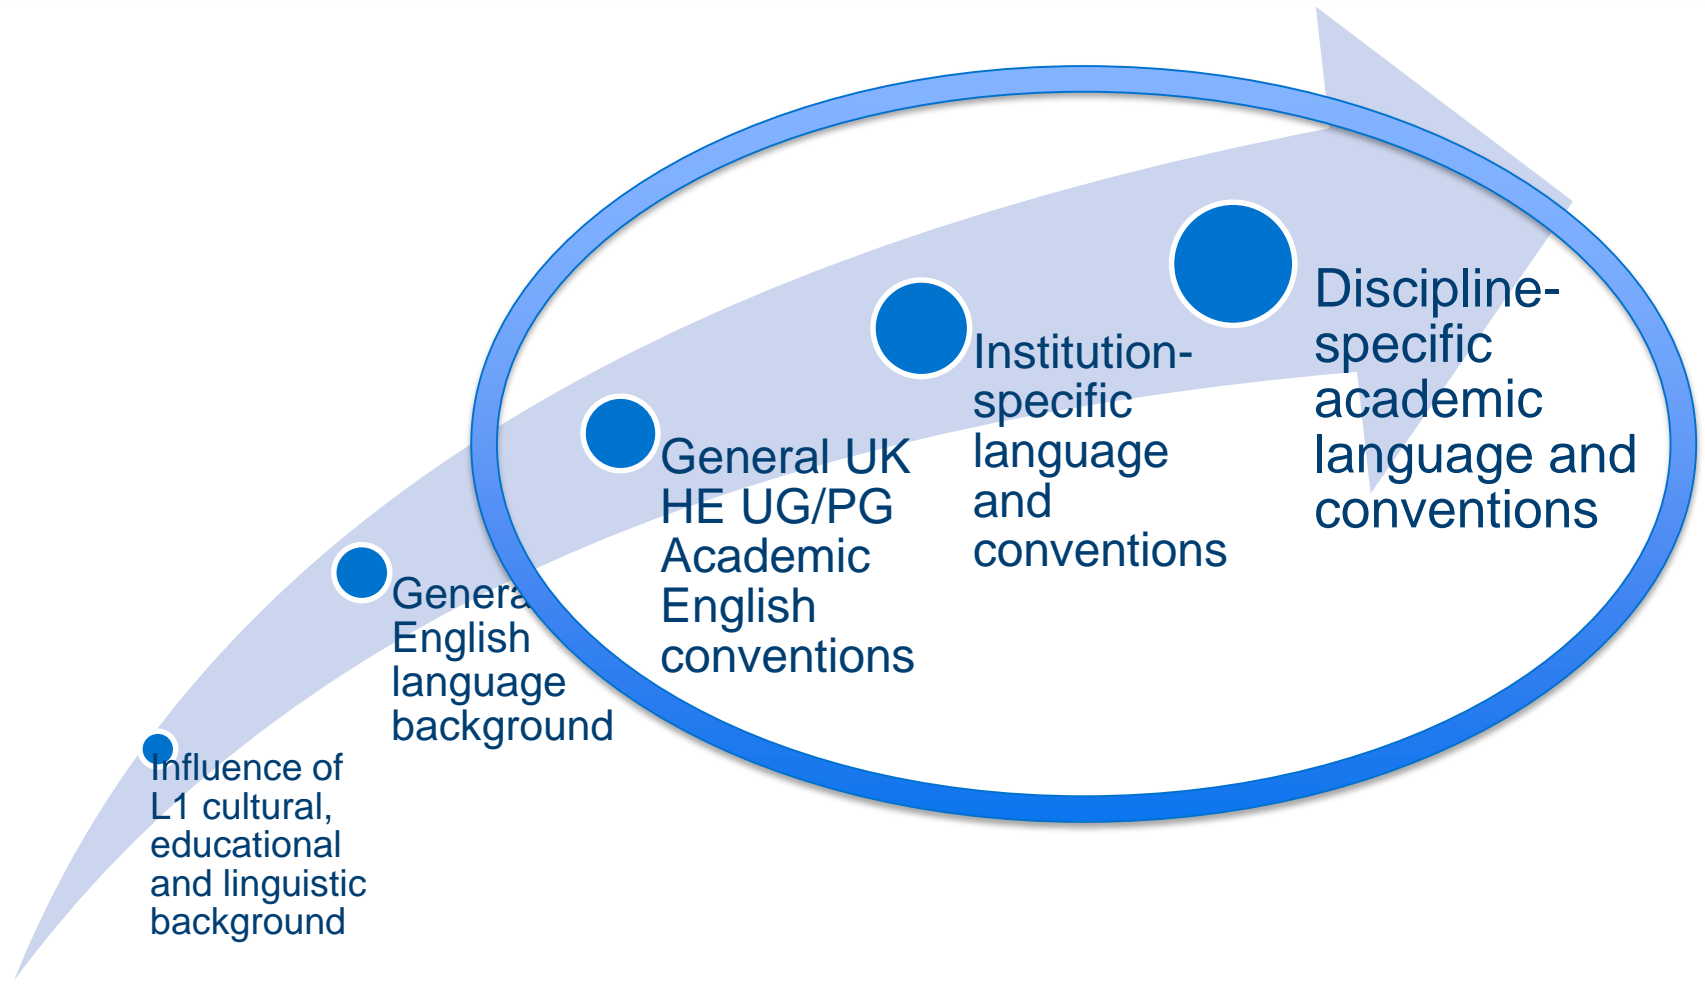 Influence of
L1 cultural,
educational
and linguistic
background
General
English
language
background
General UK
HE UG/PG
Academic
English
conventions
Institution-
specific
language
and
conventions
Discipline-
specific
academic
language and
conventions